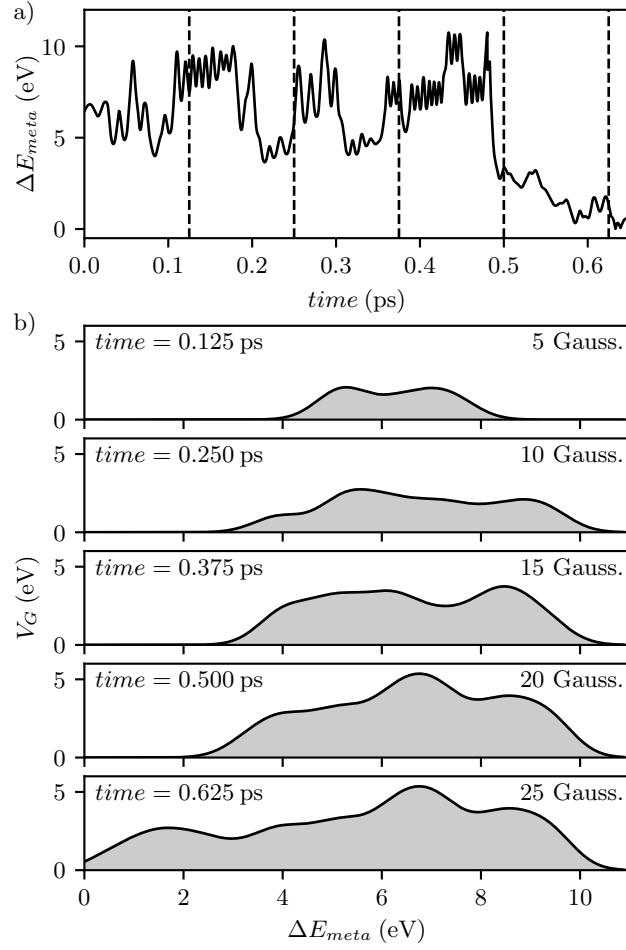 a)
10
5
0
ΔE_meta (eV)
0.0 0.1 0.2 0.3 0.4 0.5 0.6
time (ps)
b)
5
0
time = 0.125 ps 5 Gauss.
5
0
time = 0.250 ps 10 Gauss.
5
0
time = 0.375 ps 15 Gauss.
V_G (eV)
5
0
time = 0.500 ps 20 Gauss.
5
0
time = 0.625 ps 25 Gauss.
0 2 4 6 8 10
ΔE_meta (eV)